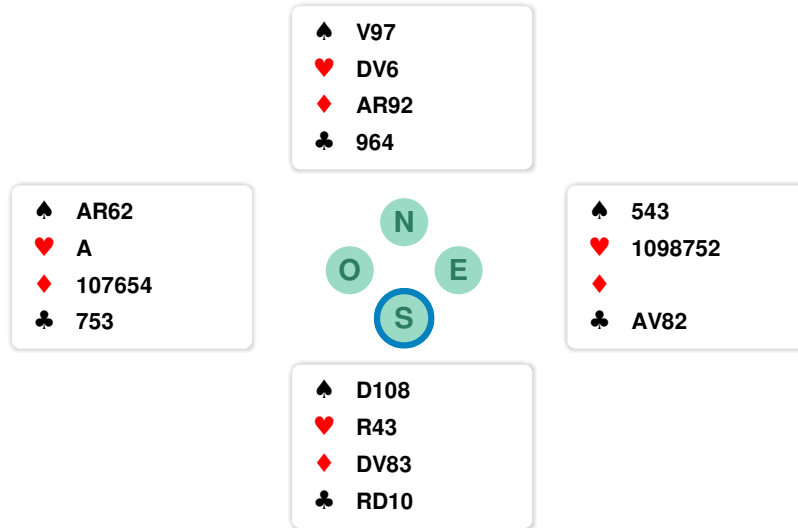 ♠ V97
♥ DV6
♦ AR92
♣ 964
♠ AR62
♥ A
♦ 107654
♣ 753
N
O E
S
♠ 543
♥ 1098752
♦
♣ AV82
♠ D108
♥ R43
♦ DV83
♣ RD10